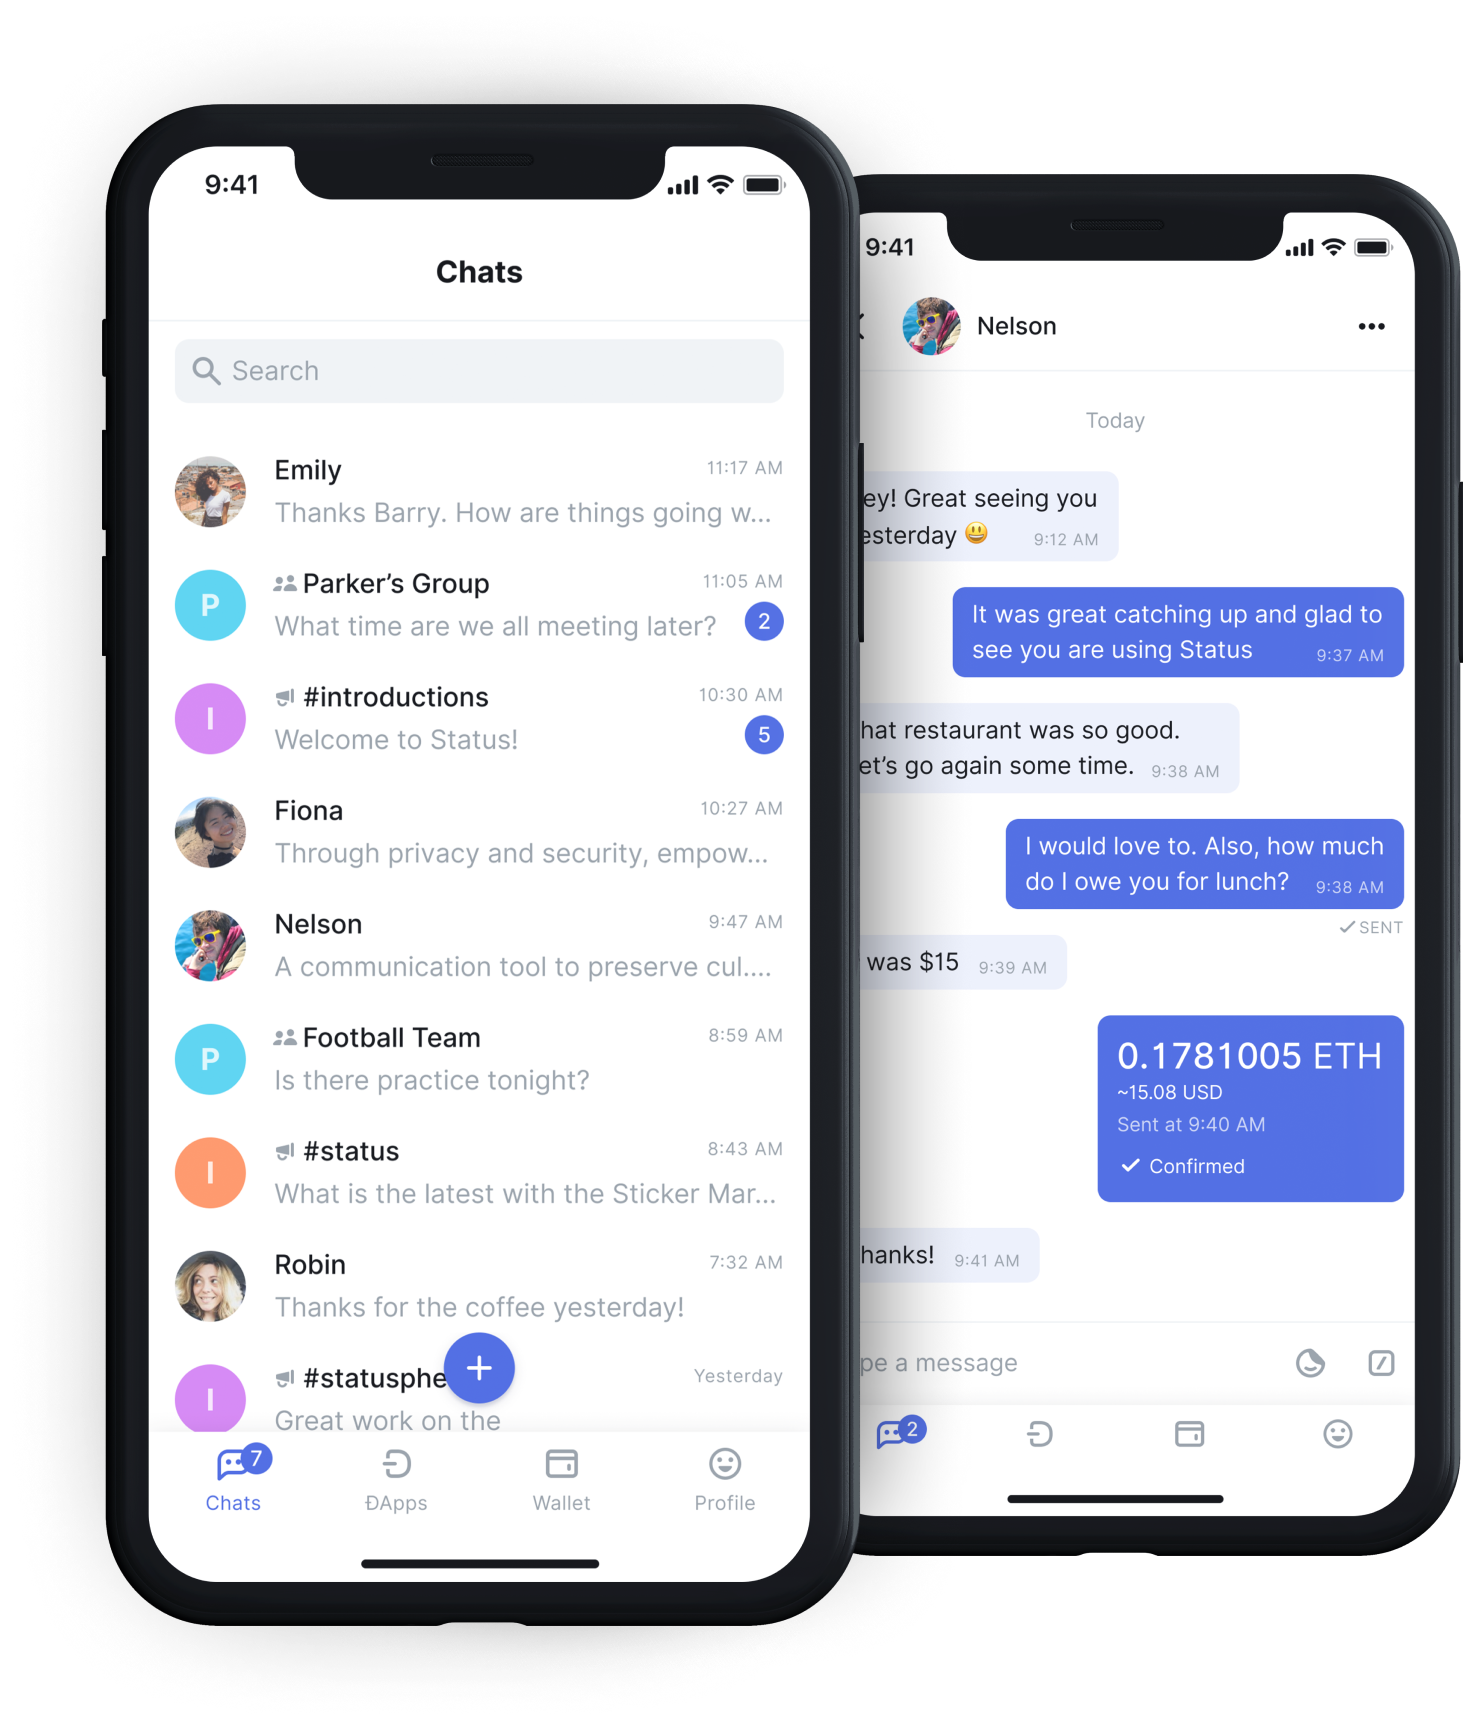 9:41
Chats
Search
Emily
11:17 AM
Thanks Barry. How are things going w...
P
Parker’s Group
11:05 AM
What time are we all meeting later?
2
I
#introductions
10:30 AM
Welcome to Status!
5
Fiona
10:27 AM
Through privacy and security, empow...
Nelson
9:47 AM
A communication tool to preserve cul....
P
Football Team
8:59 AM
Is there practice tonight?
I
#status
8:43 AM
What is the latest with the Sticker Mar...
Robin
7:32 AM
Thanks for the coffee yesterday!
I
#statusphe
Yesterday
Great work on the
7
Chats
ĐApps
Wallet
Profile
9:41
Nelson
Today
ey! Great seeing you
esterday 😃 9:12 AM
It was great catching up and glad to
see you are using Status 9:37 AM
hat restaurant was so good.
et’s go again some time. 9:38 AM
I would love to. Also, how much
do I owe you for lunch? 9:38 AM
SENT
was $15 9:39 AM
0.1781005 ETH
~15.08 USD
Sent at 9:40 AM
Confirmed
hanks! 9:41 AM
pe a message
2